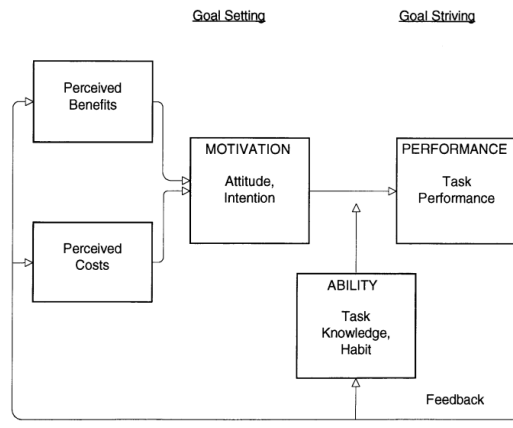 Goal Setting
Goal Striving
Perceived
Benefits
MOTIVATION
Attitude,
Intention
PERFORMANCE
Task
Performance
Perceived
Costs
ABILITY
Task
Knowledge,
Habit
Feedback